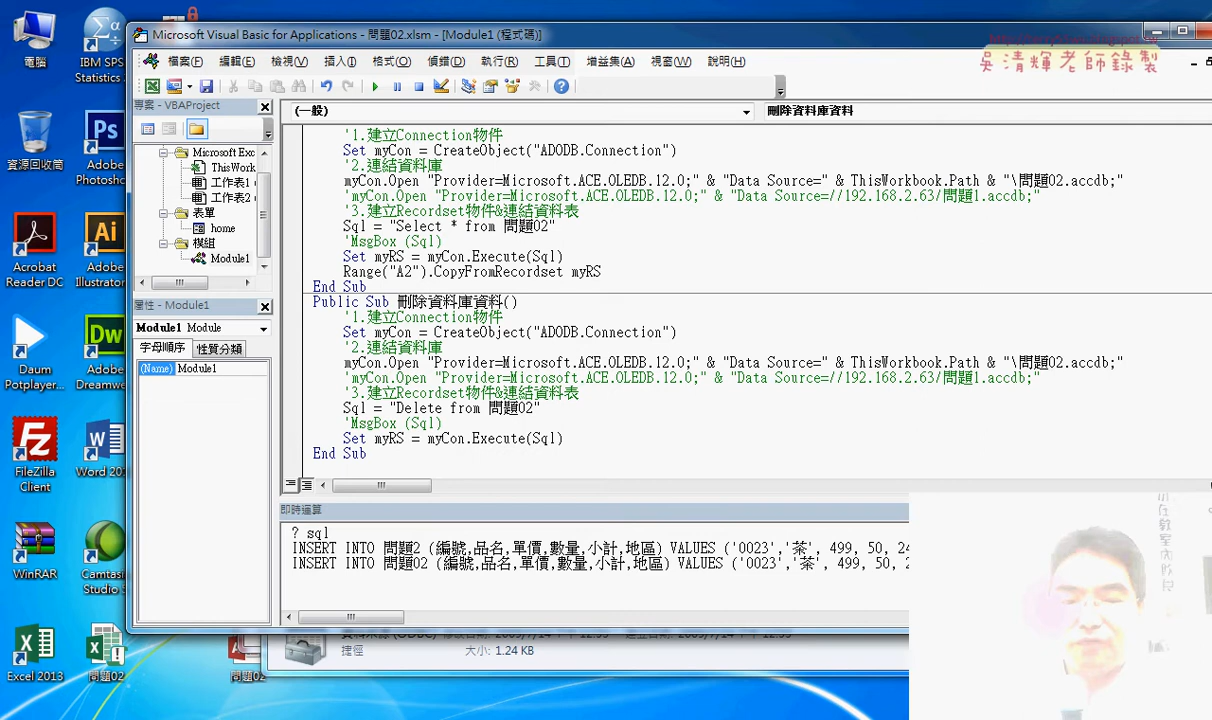 電腦
IBM SPS
Statistics...
資源回收筒
Adobe
Photoshc...
Acrobat
Reader DC
Adobe
Illustrator
Daum
Potplayer...
Adobe
Dreamwe
FileZilla
Client
Word 20
WinRAR
Camtas
Studio
Excel 2013
問題02
問題02
Microsoft Visual Basic for Applications - 問題02.xlsm - [Module1 (程式碼)]
檔案(F) 編輯(E) 檢視(V) 插入(I) 格式(O) 偵錯(D) 執行(R) 工具(T) 增益集(A) 視窗(W) 說明(H)
吳清輝老師錄製
專案 - VBAProject
Microsoft Exc
ThisWork
工作表1
工作表2
表單
home
模組
Module1
屬性 - Module1
Module1 Module
字母順序 性質分類
(Name) Module1
(一般) 刪除資料庫資料
'1.建立Connection物件
Set myCon = CreateObject("ADODB.Connection")
'2.連結資料庫
myCon.Open "Provider=Microsoft.ACE.OLEDB.12.0;" & "Data Source=" & ThisWorkbook.Path & "\問題02.accdb;"
'myCon.Open "Provider=Microsoft.ACE.OLEDB.12.0;" & "Data Source=//192.168.2.63/問題1.accdb;"
'3.建立Recordset物件&連結資料表
Sql = "Select * from 問題02"
'MsgBox (Sql)
Set myRS = myCon.Execute(Sql)
Range("A2").CopyFromRecordset myRS
End Sub
Public Sub 刪除資料庫資料()
'1.建立Connection物件
Set myCon = CreateObject("ADODB.Connection")
'2.連結資料庫
myCon.Open "Provider=Microsoft.ACE.OLEDB.12.0;" & "Data Source=" & ThisWorkbook.Path & "\問題02.accdb;"
'myCon.Open "Provider=Microsoft.ACE.OLEDB.12.0;" & "Data Source=//192.168.2.63/問題1.accdb;"
'3.建立Recordset物件&連結資料表
Sql = "Delete from 問題02"
'MsgBox (Sql)
Set myRS = myCon.Execute(Sql)
End Sub
即時運算
? sql
INSERT INTO 問題2 (編號,品名,單價,數量,小計,地區) VALUES ('0023','茶', 499, 50, 24
INSERT INTO 問題02 (編號,品名,單價,數量,小計,地區) VALUES ('0023','茶', 499, 50, 2
捷徑 大小: 1.24 KB